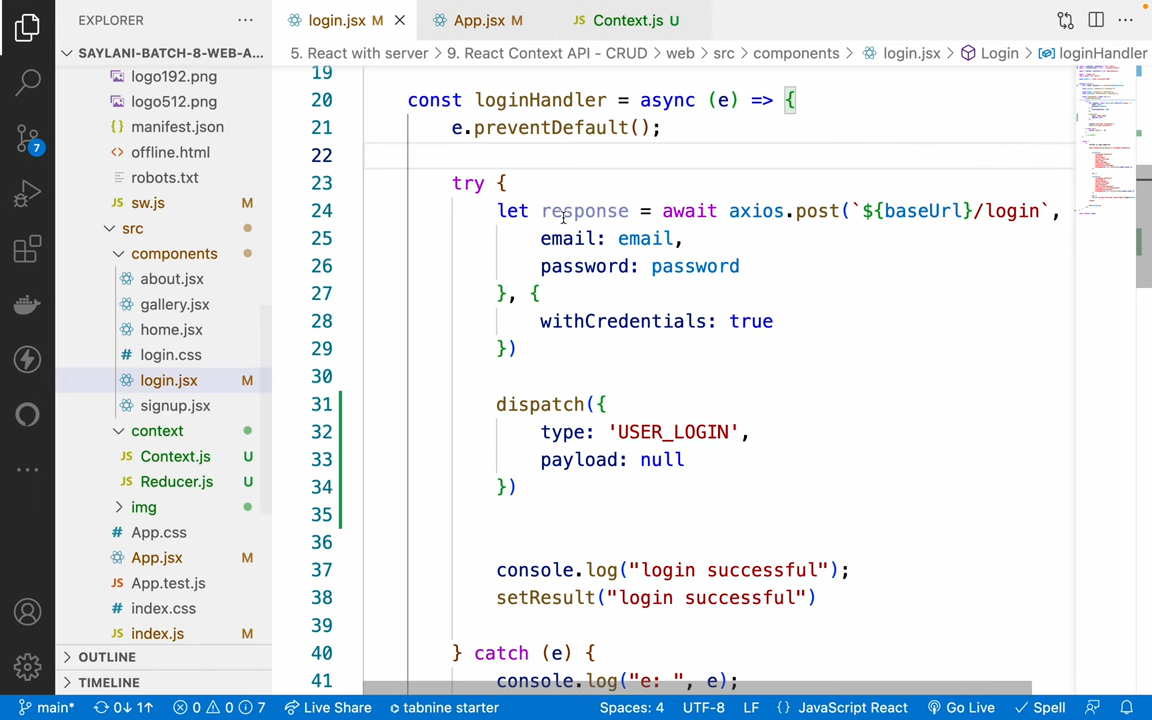 EXPLORER
login.jsx M
App.jsx M
Context.js U
SAYLANI-BATCH-8-WEB-A...
5. React with server > 9. React Context API - CRUD > web > src > components > login.jsx > Login > loginHandler
logo192.png
logo512.png
manifest.json
offline.html
robots.txt
sw.js M
src
components
about.jsx
gallery.jsx
home.jsx
login.css
login.jsx M
signup.jsx
context
Context.js U
Reducer.js U
img
App.css
App.jsx M
App.test.js
index.css
index.js M
OUTLINE
TIMELINE
7
19
20 const loginHandler = async (e) => {
21 e.preventDefault();
22
23 try {
24 let response = await axios.post(`${baseUrl}/login`,
25 email: email,
26 password: password
27 }, {
28 withCredentials: true
29 })
30
31 dispatch({
32 type: 'USER_LOGIN',
33 payload: null
34 })
35
36
37 console.log("login successful");
38 setResult("login successful")
39
40 } catch (e) {
41 console.log("e: ", e);
main* 0↓ 1↑ 0 0 7 Live Share tabnine starter Spaces: 4 UTF-8 LF {} JavaScript React Go Live Spell